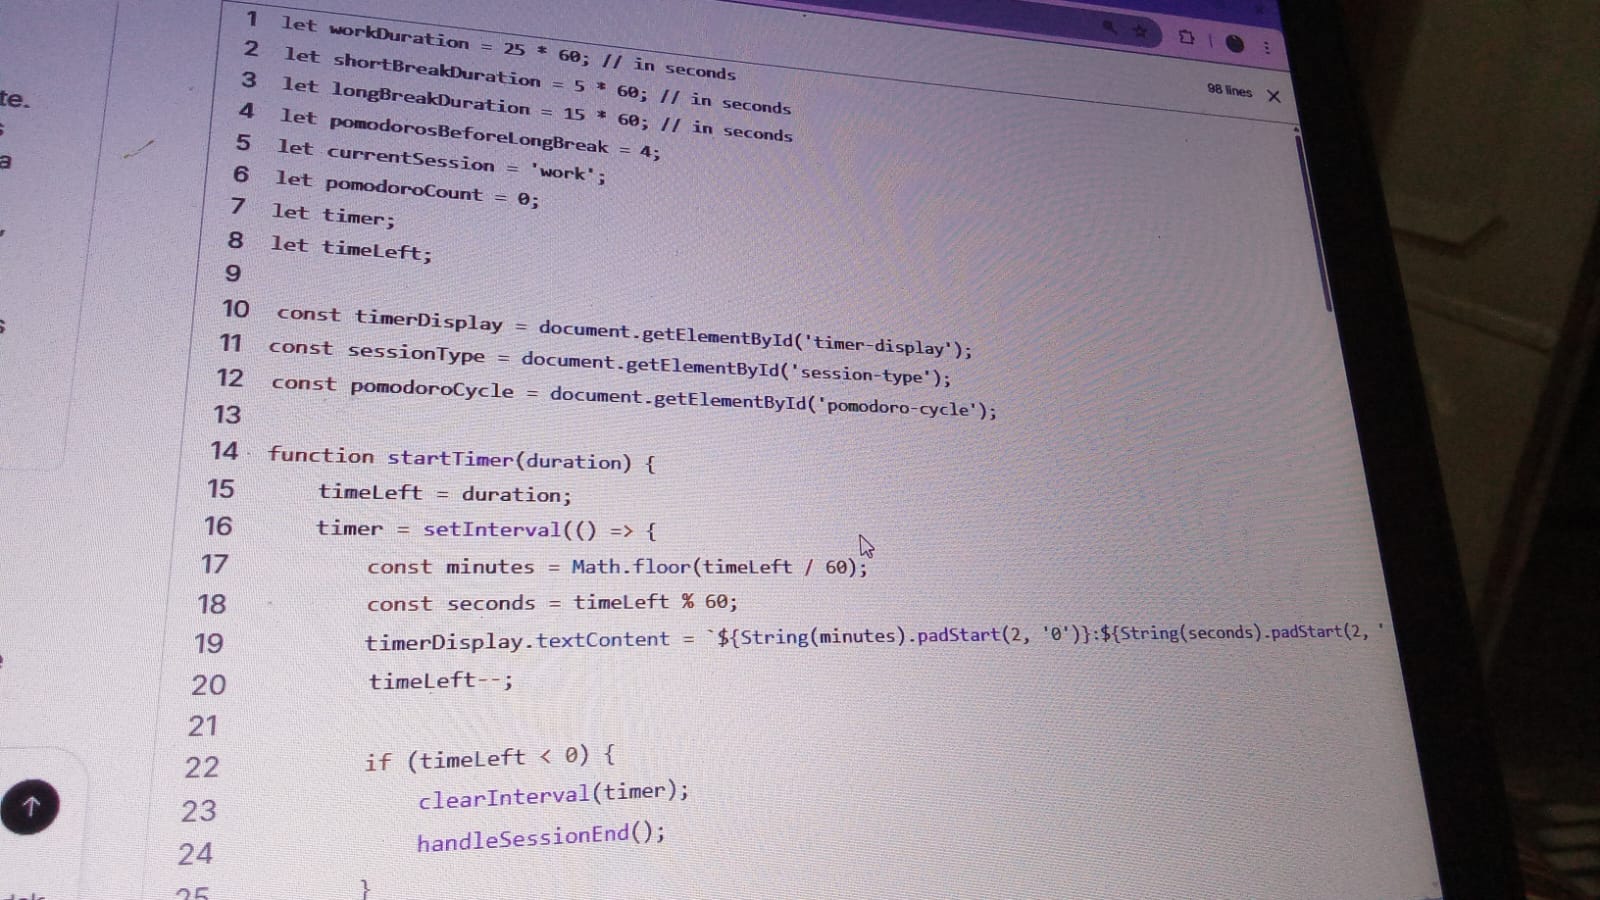 98 lines
te.
a
1 let workDuration = 25 * 60; // in seconds
2 let shortBreakDuration = 5 * 60; // in seconds
3 let longBreakDuration = 15 * 60; // in seconds
4 let pomodorosBeforeLongBreak = 4;
5 let currentSession = 'work';
6 let pomodoroCount = 0;
7 let timer;
8 let timeLeft;
9
10 const timerDisplay = document.getElementById('timer-display');
11 const sessionType = document.getElementById('session-type');
12 const pomodoroCycle = document.getElementById('pomodoro-cycle');
13
14 function startTimer(duration) {
15 timeLeft = duration;
16 timer = setInterval(() => {
17 const minutes = Math.floor(timeLeft / 60);
18 const seconds = timeLeft % 60;
19 timerDisplay.textContent = `${String(minutes).padStart(2, '0')}:${String(seconds).padStart(2, '
20 timeLeft--;
21
22 if (timeLeft < 0) {
23 clearInterval(timer);
24 handleSessionEnd();
25 }